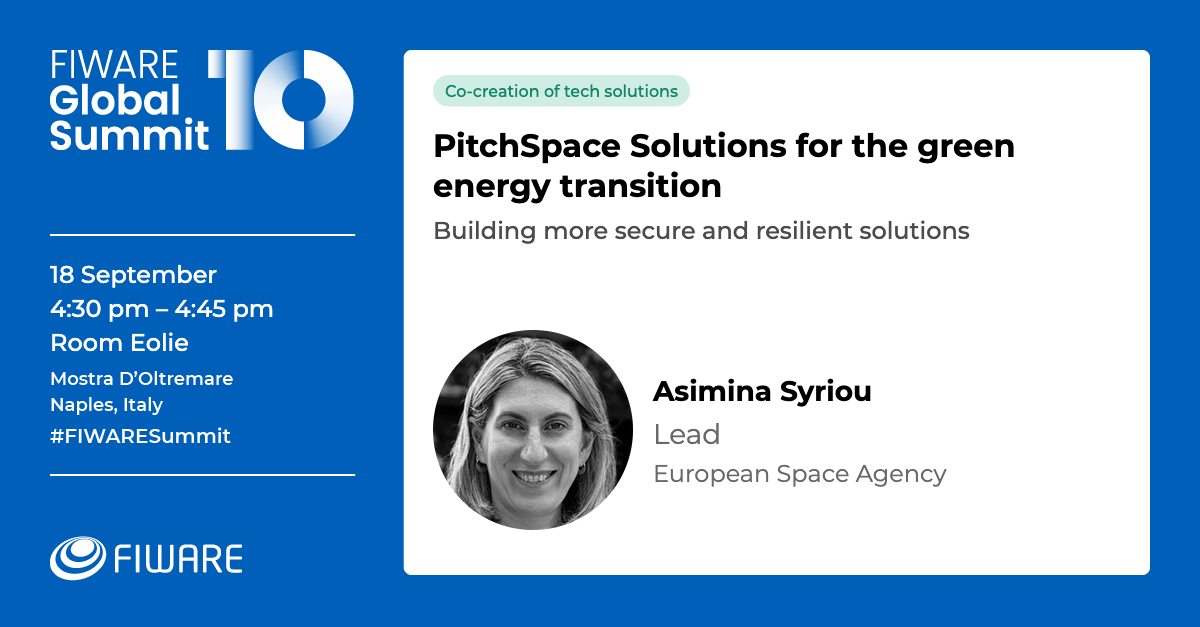 FIWARE
Global
Summit
10
18 September
4:30 pm – 4:45 pm
Room Eolie
Mostra D’Oltremare
Naples, Italy
#FIWARESummit
FIWARE
Co-creation of tech solutions
PitchSpace Solutions for the green
energy transition
Building more secure and resilient solutions
Asimina Syriou
Lead
European Space Agency